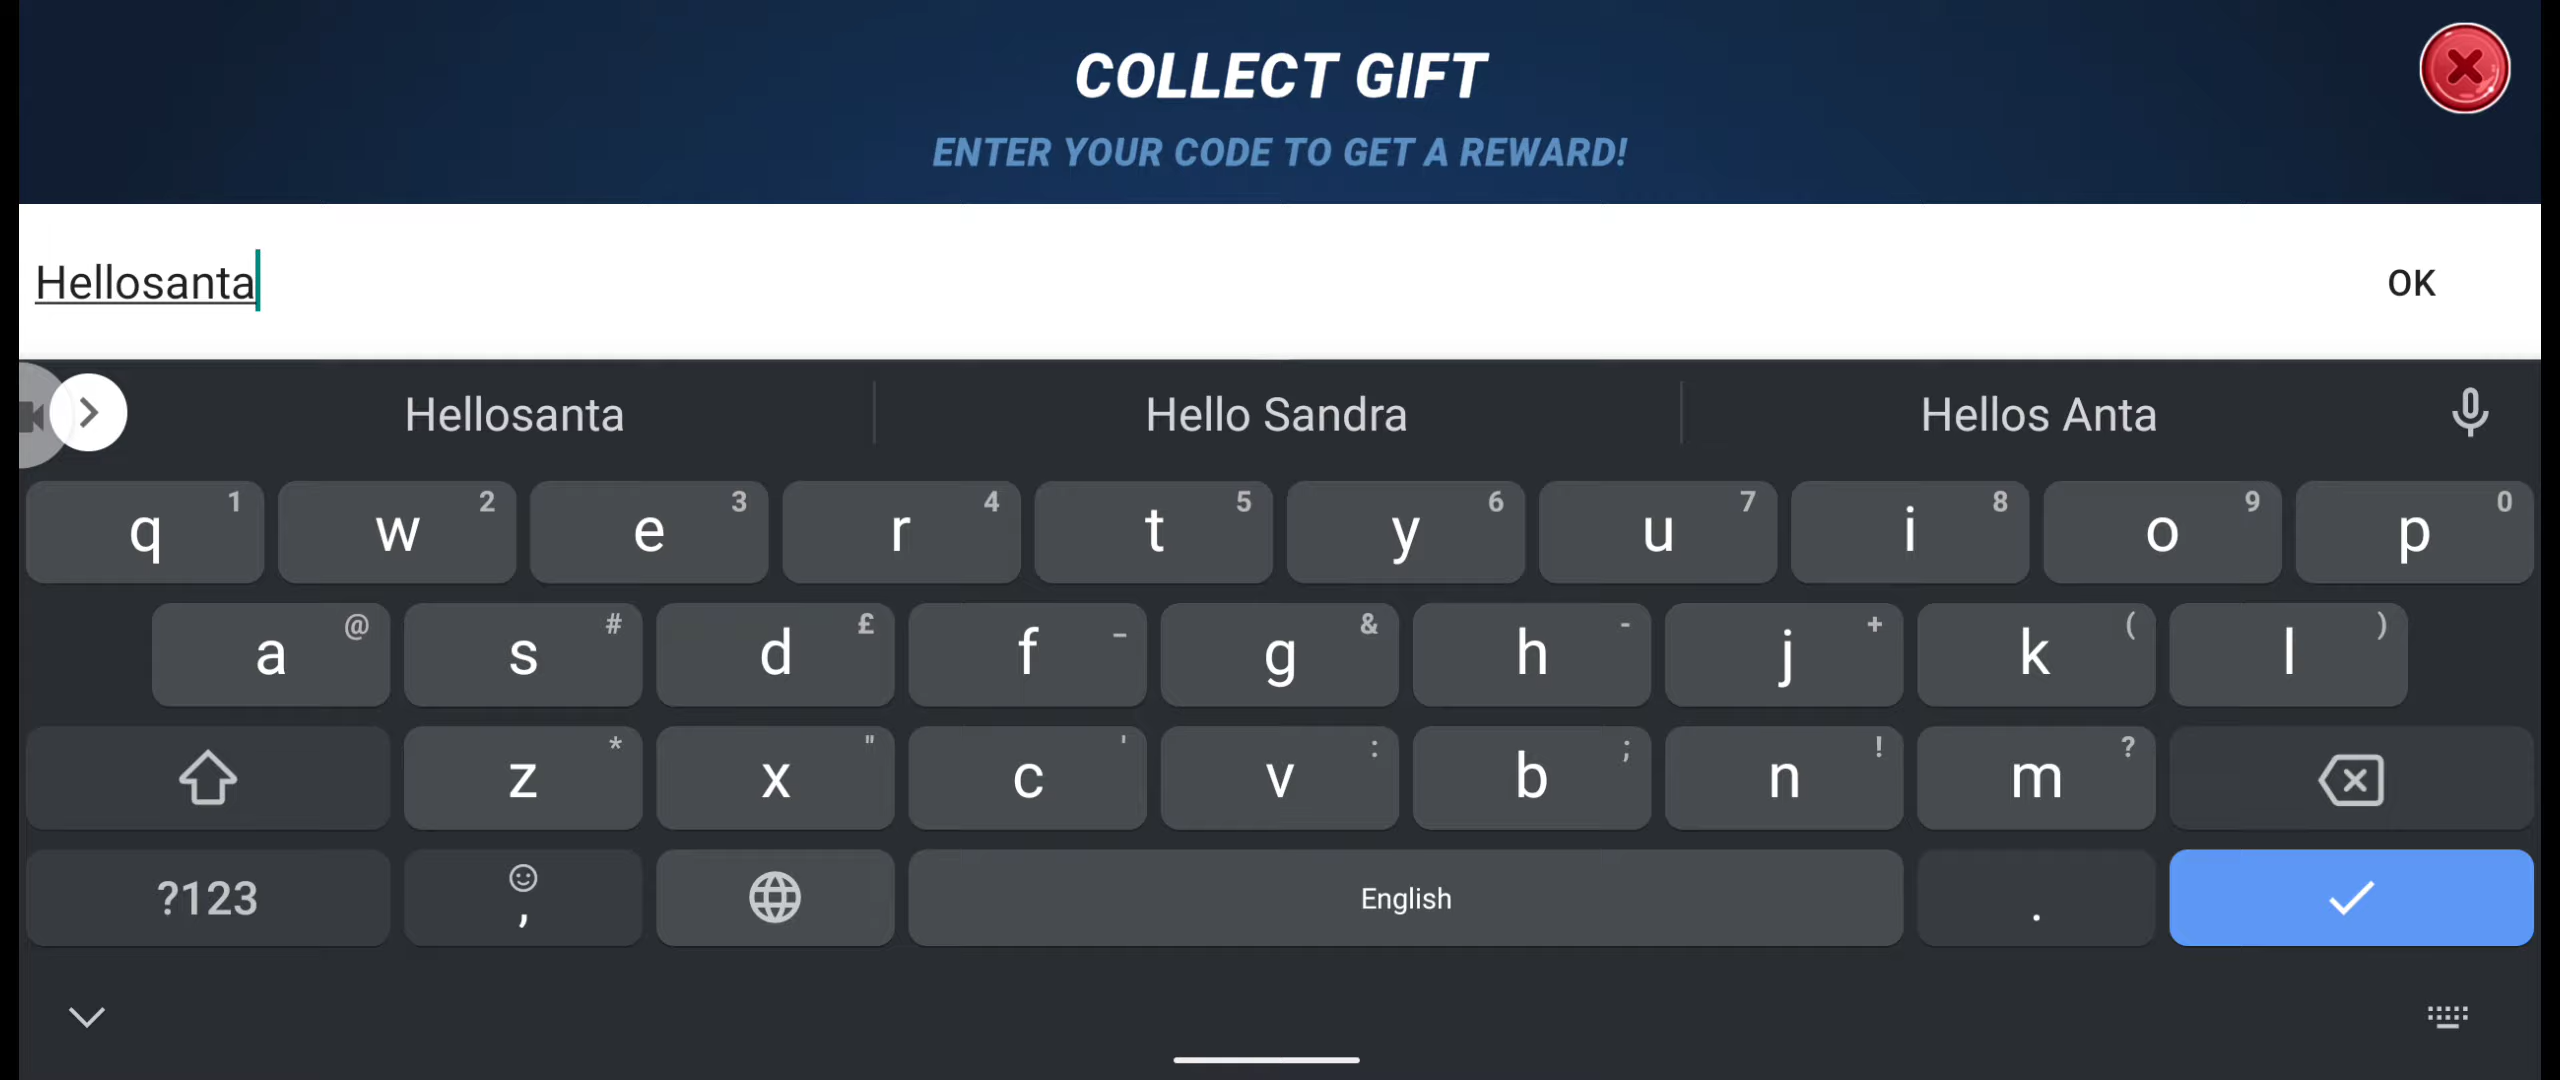 COLLECT GIFT
ENTER YOUR CODE TO GET A REWARD!
Hellosanta OK
Hellosanta Hello Sandra Hellos Anta
q 1 w 2 e 3 r 4 t 5 y 6 u 7 i 8 o 9 p 0
a @ s # d £ f _ g & h - j + k ( l )
z * x " c ' v : b ; n ! m ?
?123 , English .